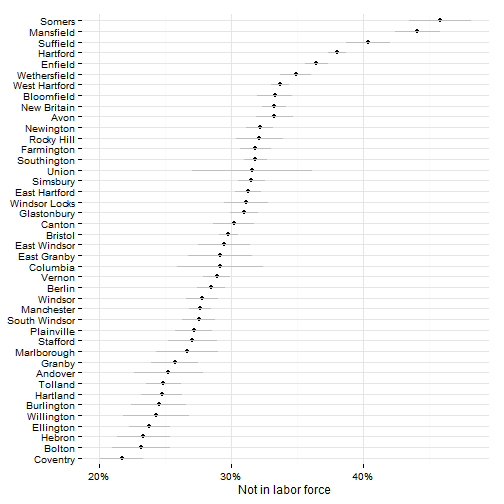 Somers
Mansfield
Suffield
Hartford
Enfield
Wethersfield
West Hartford
Bloomfield
New Britain
Avon
Newington
Rocky Hill
Farmington
Southington
Union
Simsbury
East Hartford
Windsor Locks
Glastonbury
Canton
Bristol
East Windsor
East Granby
Columbia
Vernon
Berlin
Windsor
Manchester
South Windsor
Plainville
Stafford
Marlborough
Granby
Andover
Tolland
Hartland
Burlington
Willington
Ellington
Hebron
Bolton
Coventry
20% 30% 40%
Not in labor force